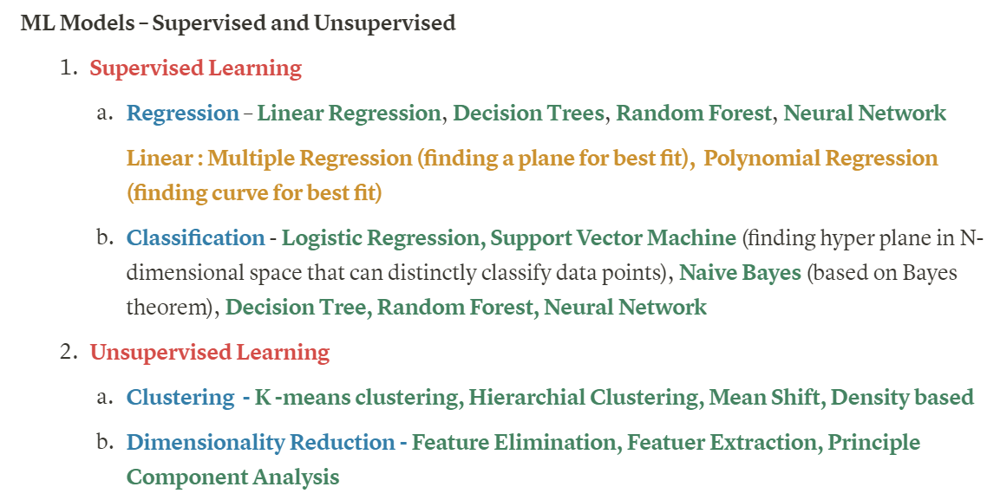 ML Models – Supervised and Unsupervised
1. Supervised Learning
a. Regression – Linear Regression, Decision Trees, Random Forest, Neural Network
Linear : Multiple Regression (finding a plane for best fit), Polynomial Regression
(finding curve for best fit)
b. Classification - Logistic Regression, Support Vector Machine (finding hyper plane in N-
dimensional space that can distinctly classify data points), Naive Bayes (based on Bayes
theorem), Decision Tree, Random Forest, Neural Network
2. Unsupervised Learning
a. Clustering - K -means clustering, Hierarchial Clustering, Mean Shift, Density based
b. Dimensionality Reduction - Feature Elimination, Featuer Extraction, Principle
Component Analysis